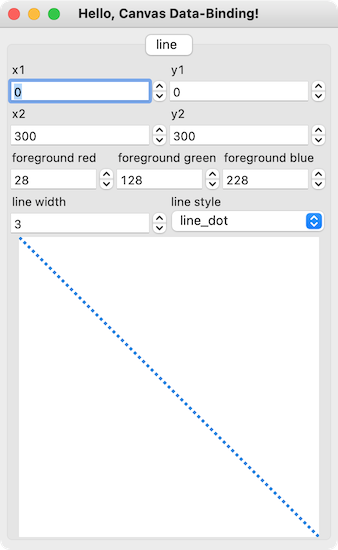 Hello, Canvas Data-Binding!
line
x1 y1
0 0
x2 y2
300 300
foreground red foreground green foreground blue
28 128 228
line width line style
3 line_dot